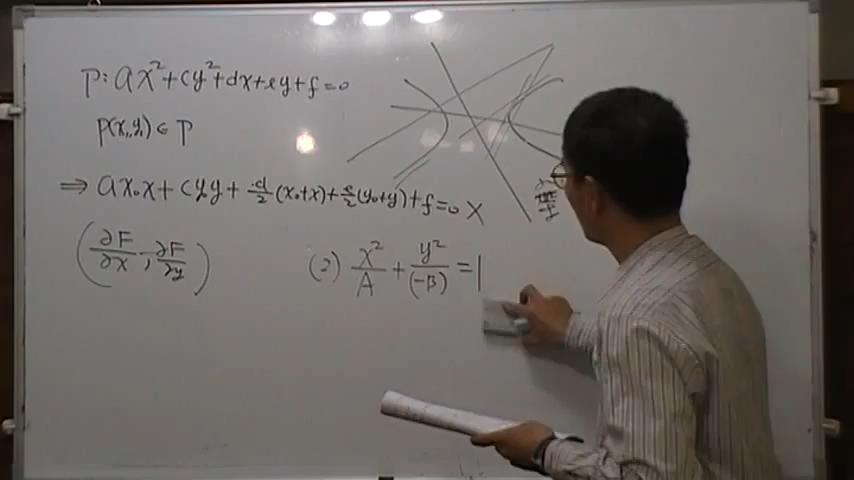 P: ax²+cy²+dx+ey+f=0
P(x₀,y₀)∈P
⇒ ax₀x+cy₀y+d/2(x₀+x)+e/2(y₀+y)+f=0 X
(∂F/∂x, ∂F/∂y)
(2) x²/A + y²/(-B) =1